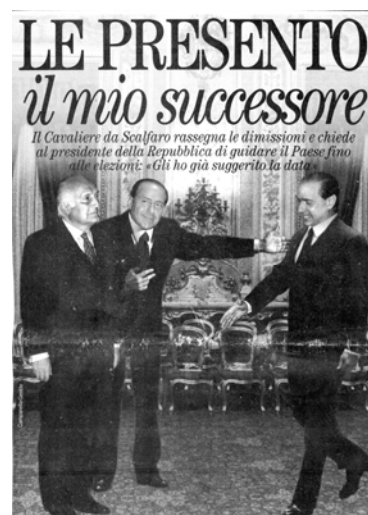 LE PRESENTO
il mio successore
Il Cavaliere da Scalfaro rassegna le dimissioni e chiede
al presidente della Repubblica di guidare il Paese fino
alle elezioni: «Gli ho già suggerito la data»